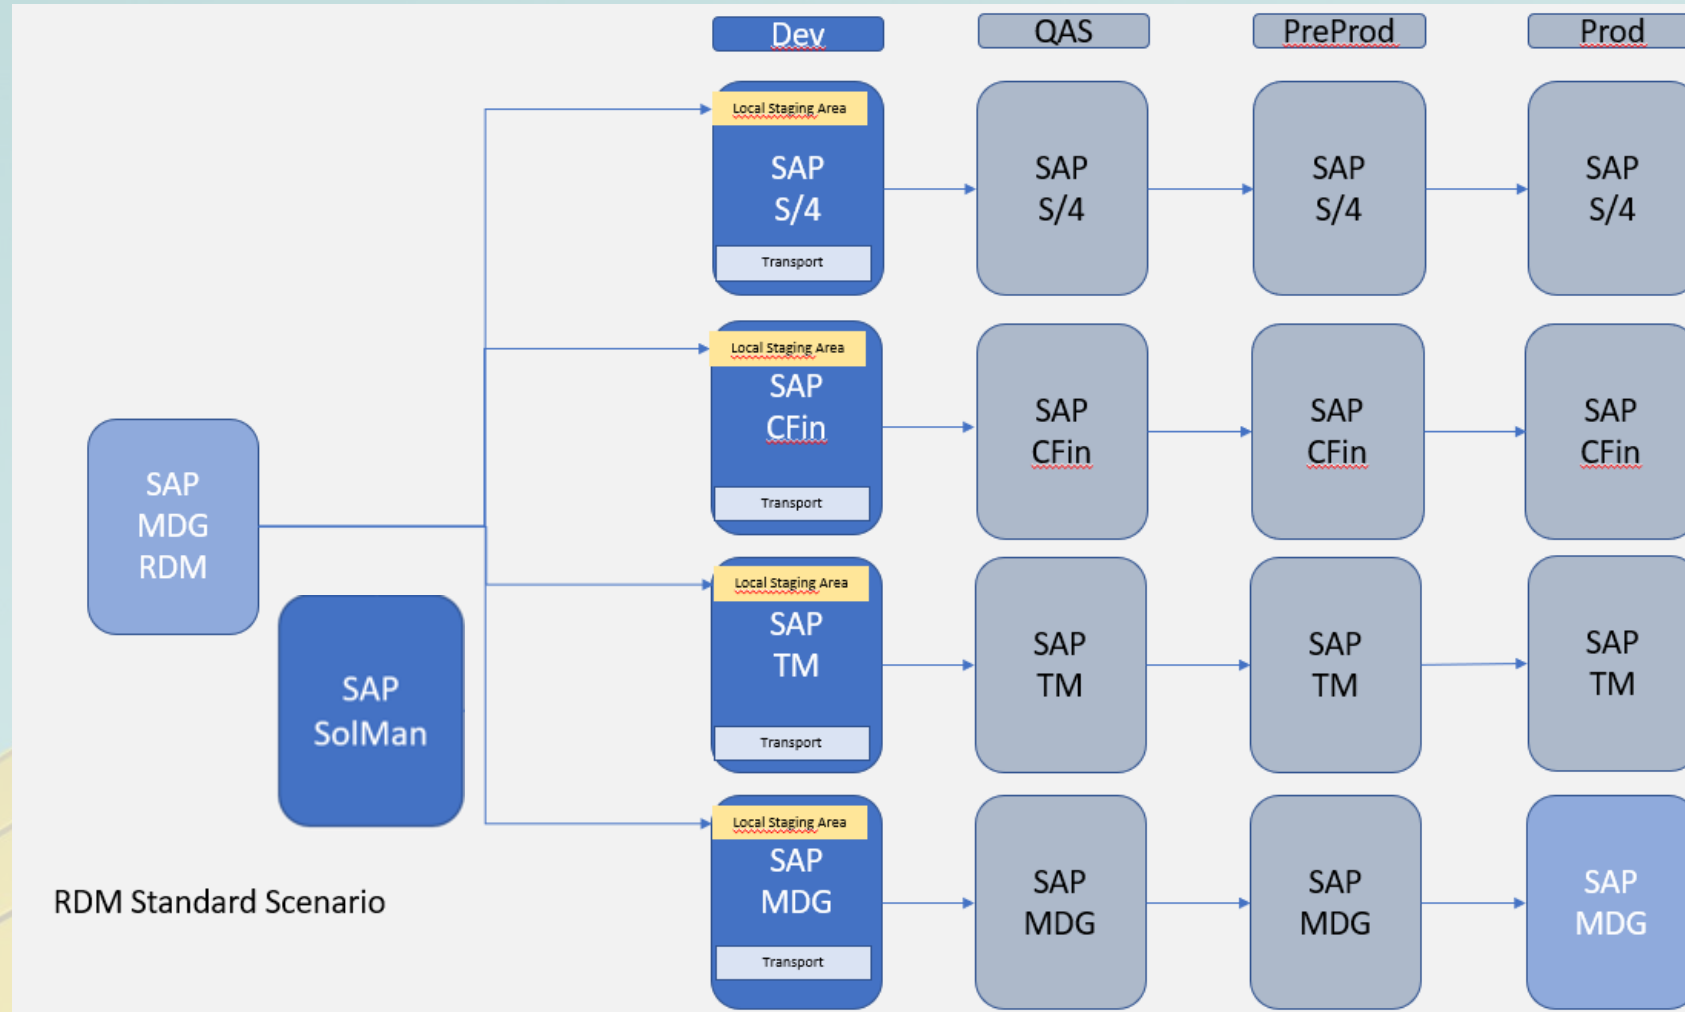 Dev
QAS
PreProd
Prod
Local Staging Area
SAP
S/4
Transport
SAP
S/4
SAP
S/4
SAP
S/4
Local Staging Area
SAP
CFin
Transport
SAP
CFin
SAP
CFin
SAP
CFin
SAP
MDG
RDM
SAP
SolMan
Local Staging Area
SAP
TM
Transport
SAP
TM
SAP
TM
SAP
TM
Local Staging Area
SAP
MDG
Transport
SAP
MDG
SAP
MDG
SAP
MDG
RDM Standard Scenario